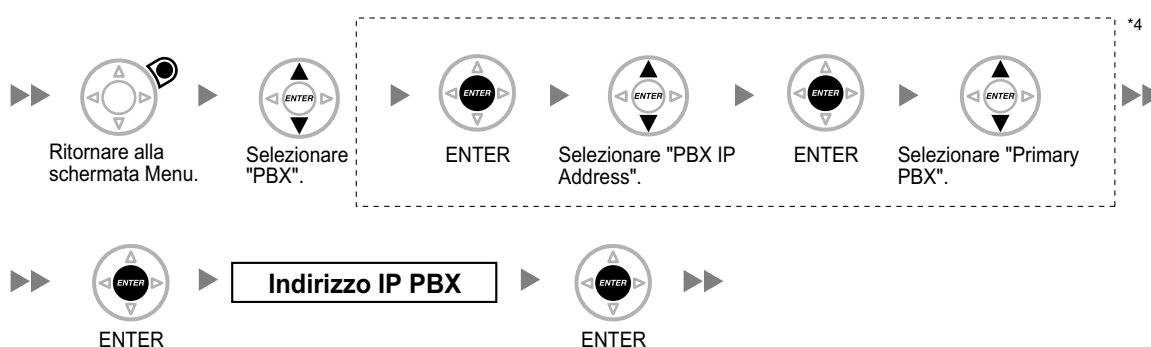 *4
ENTER
ENTER
ENTER
ENTER
ENTER
Ritornare alla
schermata Menu.
Selezionare
"PBX".
ENTER
Selezionare "PBX IP
Address".
ENTER
Selezionare "Primary
PBX".
ENTER
Indirizzo IP PBX
ENTER
ENTER
ENTER